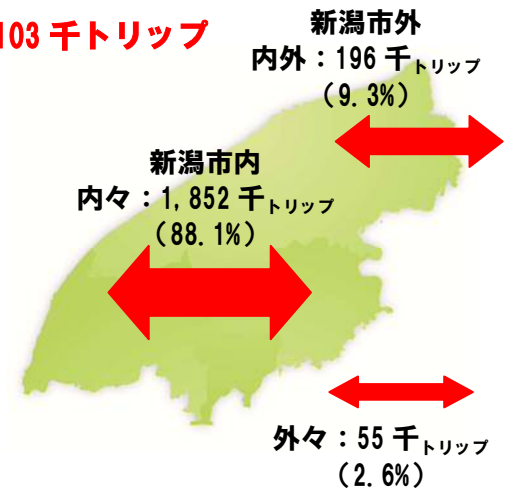 103 千トリップ
新潟市外
内外：196 千トリップ
（9.3%）
新潟市内
内々：1,852 千トリップ
（88.1%）
外々：55 千トリップ
（2.6%）